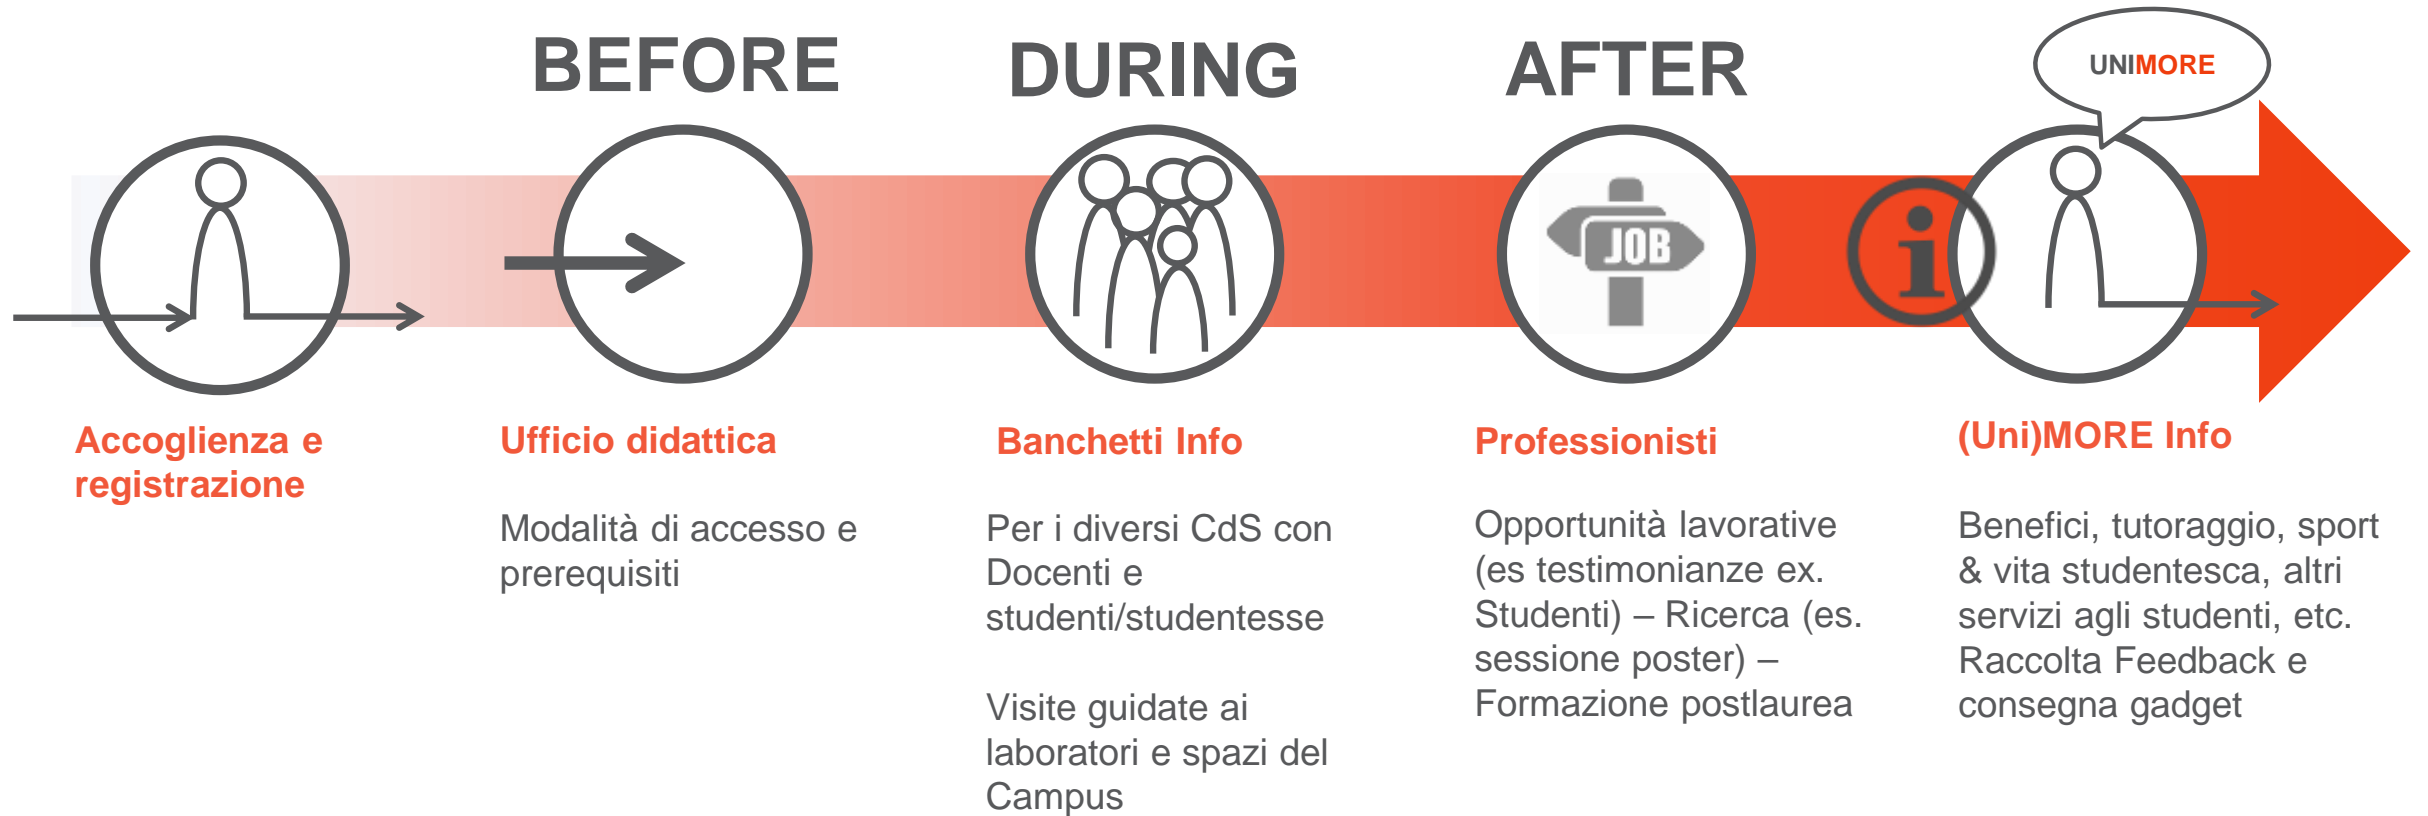 BEFORE
DURING
AFTER
UNIMORE
JOB
Accoglienza e
registrazione
Ufficio didattica
Modalità di accesso e
prerequisiti
Banchetti Info
Per i diversi CdS con
Docenti e
studenti/studentesse
Visite guidate ai
laboratori e spazi del
Campus
Professionisti
Opportunità lavorative
(es testimonianze ex.
Studenti) – Ricerca (es.
sessione poster) –
Formazione postlaurea
(Uni)MORE Info
Benefici, tutoraggio, sport
& vita studentesca, altri
servizi agli studenti, etc.
Raccolta Feedback e
consegna gadget